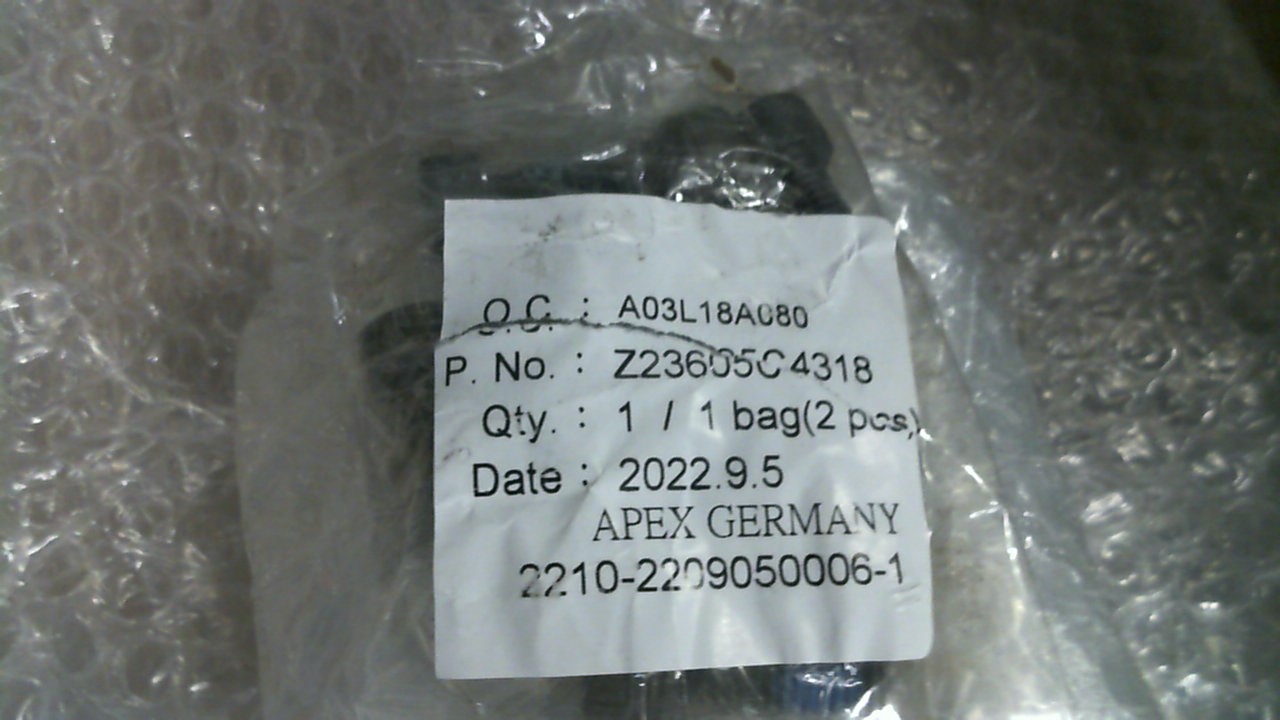 O.C. : A03L18A080
P. No. : Z23605C4318
Qty. : 1 / 1 bag(2 pcs)
Date : 2022.9.5
APEX GERMANY
2210-2209050006-1